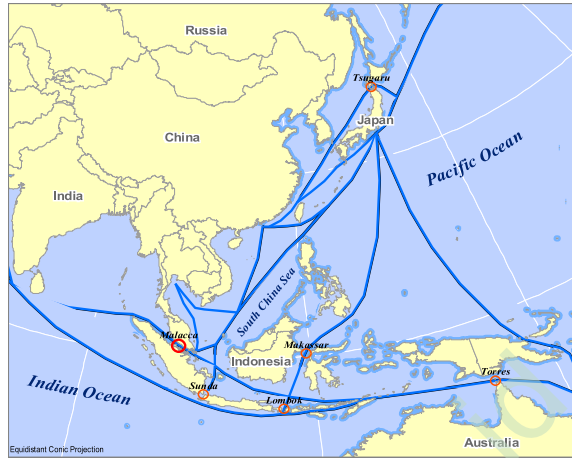 Russia
Tsugaru
Japan
China
Pacific Ocean
India
South China Sea
Malacca
Makassar
Indonesia
Indian Ocean
Sunda
Lombok
Torres
Australia
Equidistant Conic Projection